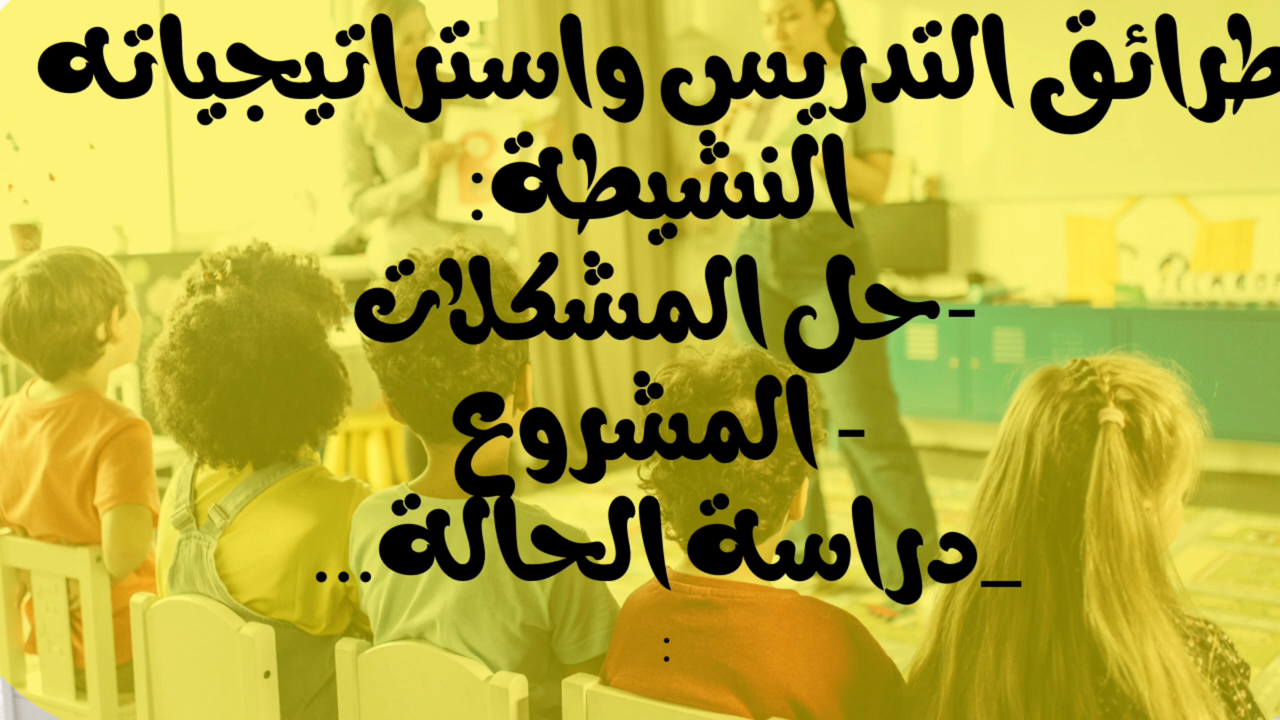 طرائق التدريس واستراتيجياته
النشيطة:
-حل المشكلات
- المشروع
_دراسة الحالة...
: